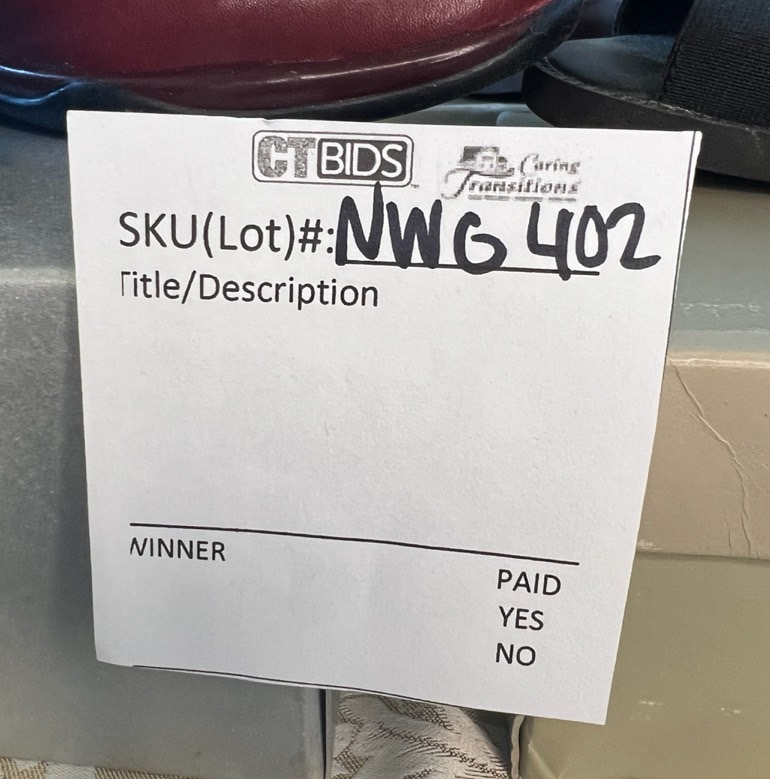 CTBIDS Caring
Transitions
SKU(Lot)#:NWG 402
Title/Description
WINNER
PAID
YES
NO